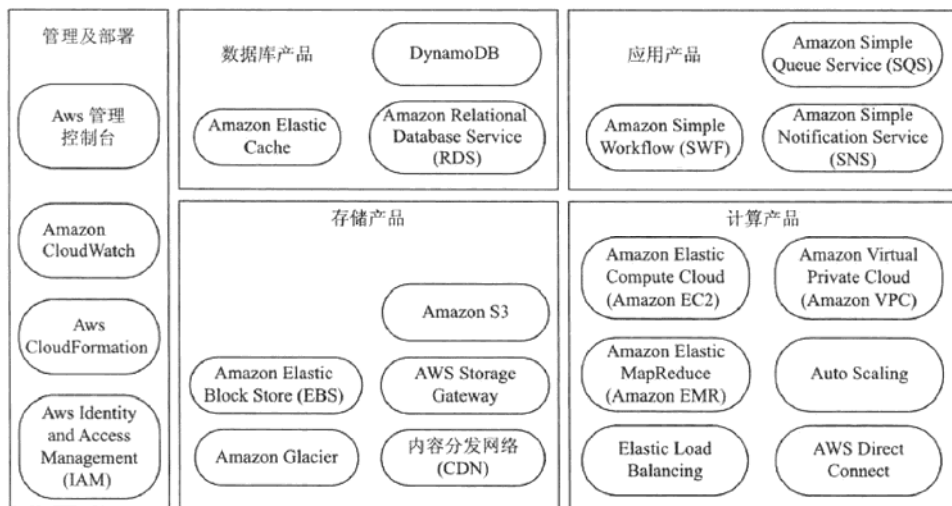 管理及部署
Aws 管理
控制台
Amazon
CloudWatch
Aws
CloudFormation
Aws Identity
and Access
Management
(IAM)
数据库产品
DynamoDB
Amazon Elastic
Cache
Amazon Relational
Database Service
(RDS)
应用产品
Amazon Simple
Queue Service (SQS)
Amazon Simple
Workflow (SWF)
Amazon Simple
Notification Service
(SNS)
存储产品
Amazon S3
Amazon Elastic
Block Store (EBS)
AWS Storage
Gateway
Amazon Glacier
内容分发网络
(CDN)
计算产品
Amazon Elastic
Compute Cloud
(Amazon EC2)
Amazon Virtual
Private Cloud
(Amazon VPC)
Amazon Elastic
MapReduce
(Amazon EMR)
Auto Scaling
Elastic Load
Balancing
AWS Direct
Connect